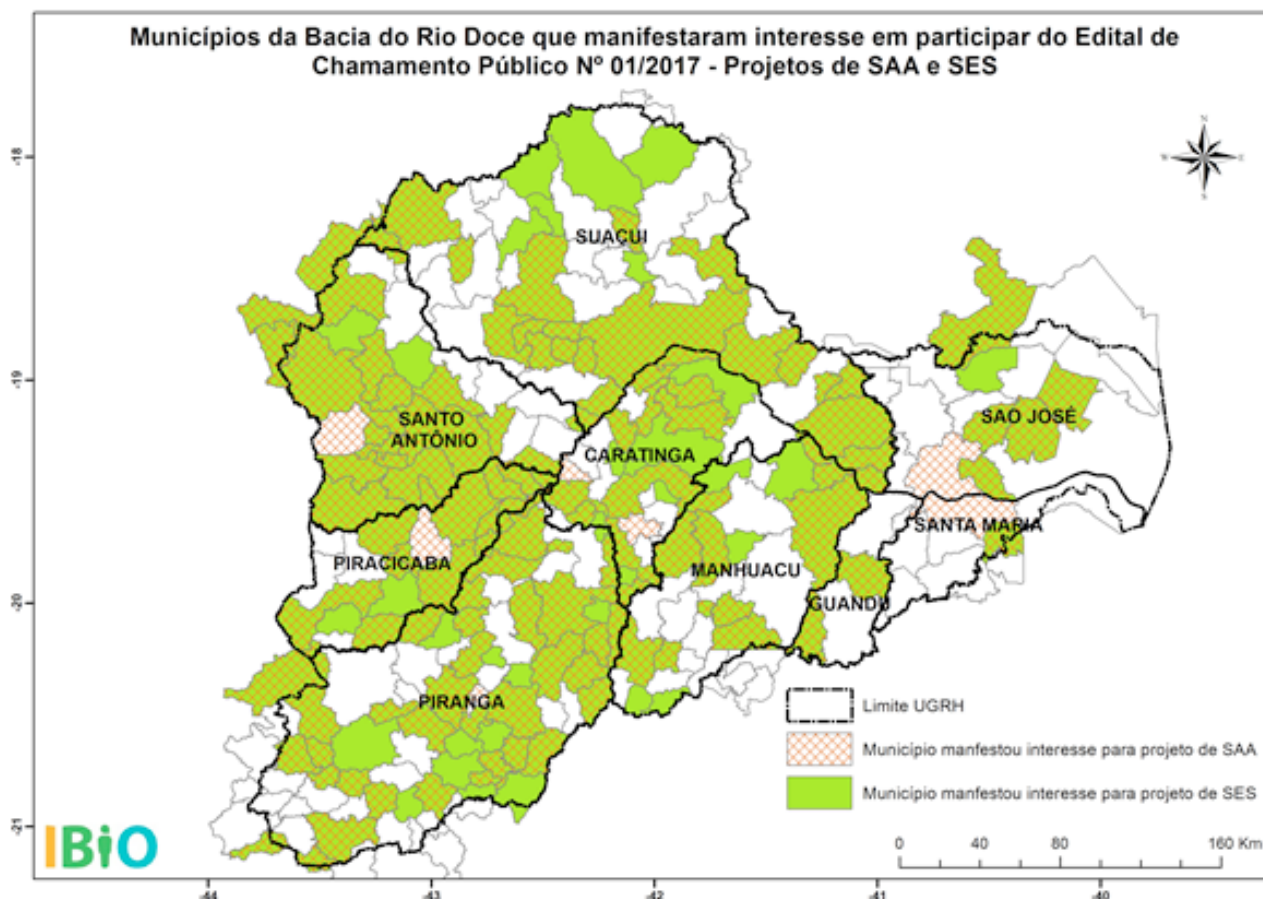 Municípios da Bacia do Rio Doce que manifestaram interesse em participar do Edital de
Chamamento Público Nº 01/2017 - Projetos de SAA e SES
N
W
E
S
-18
SUAÇUI
-19
SANTO
ANTÔNIO
SAO JOSÉ
CARATINGA
SANTA MARIA
PIRACICABA
MANHUACU
GUANDU
-20
PIRANGA
Limite UGRH
Município manfestou interesse para projeto de SAA
Município manfestou interesse para projeto de SES
-21
IBiO
0 40 80 160 Km
-44 -43 -42 -41 -40